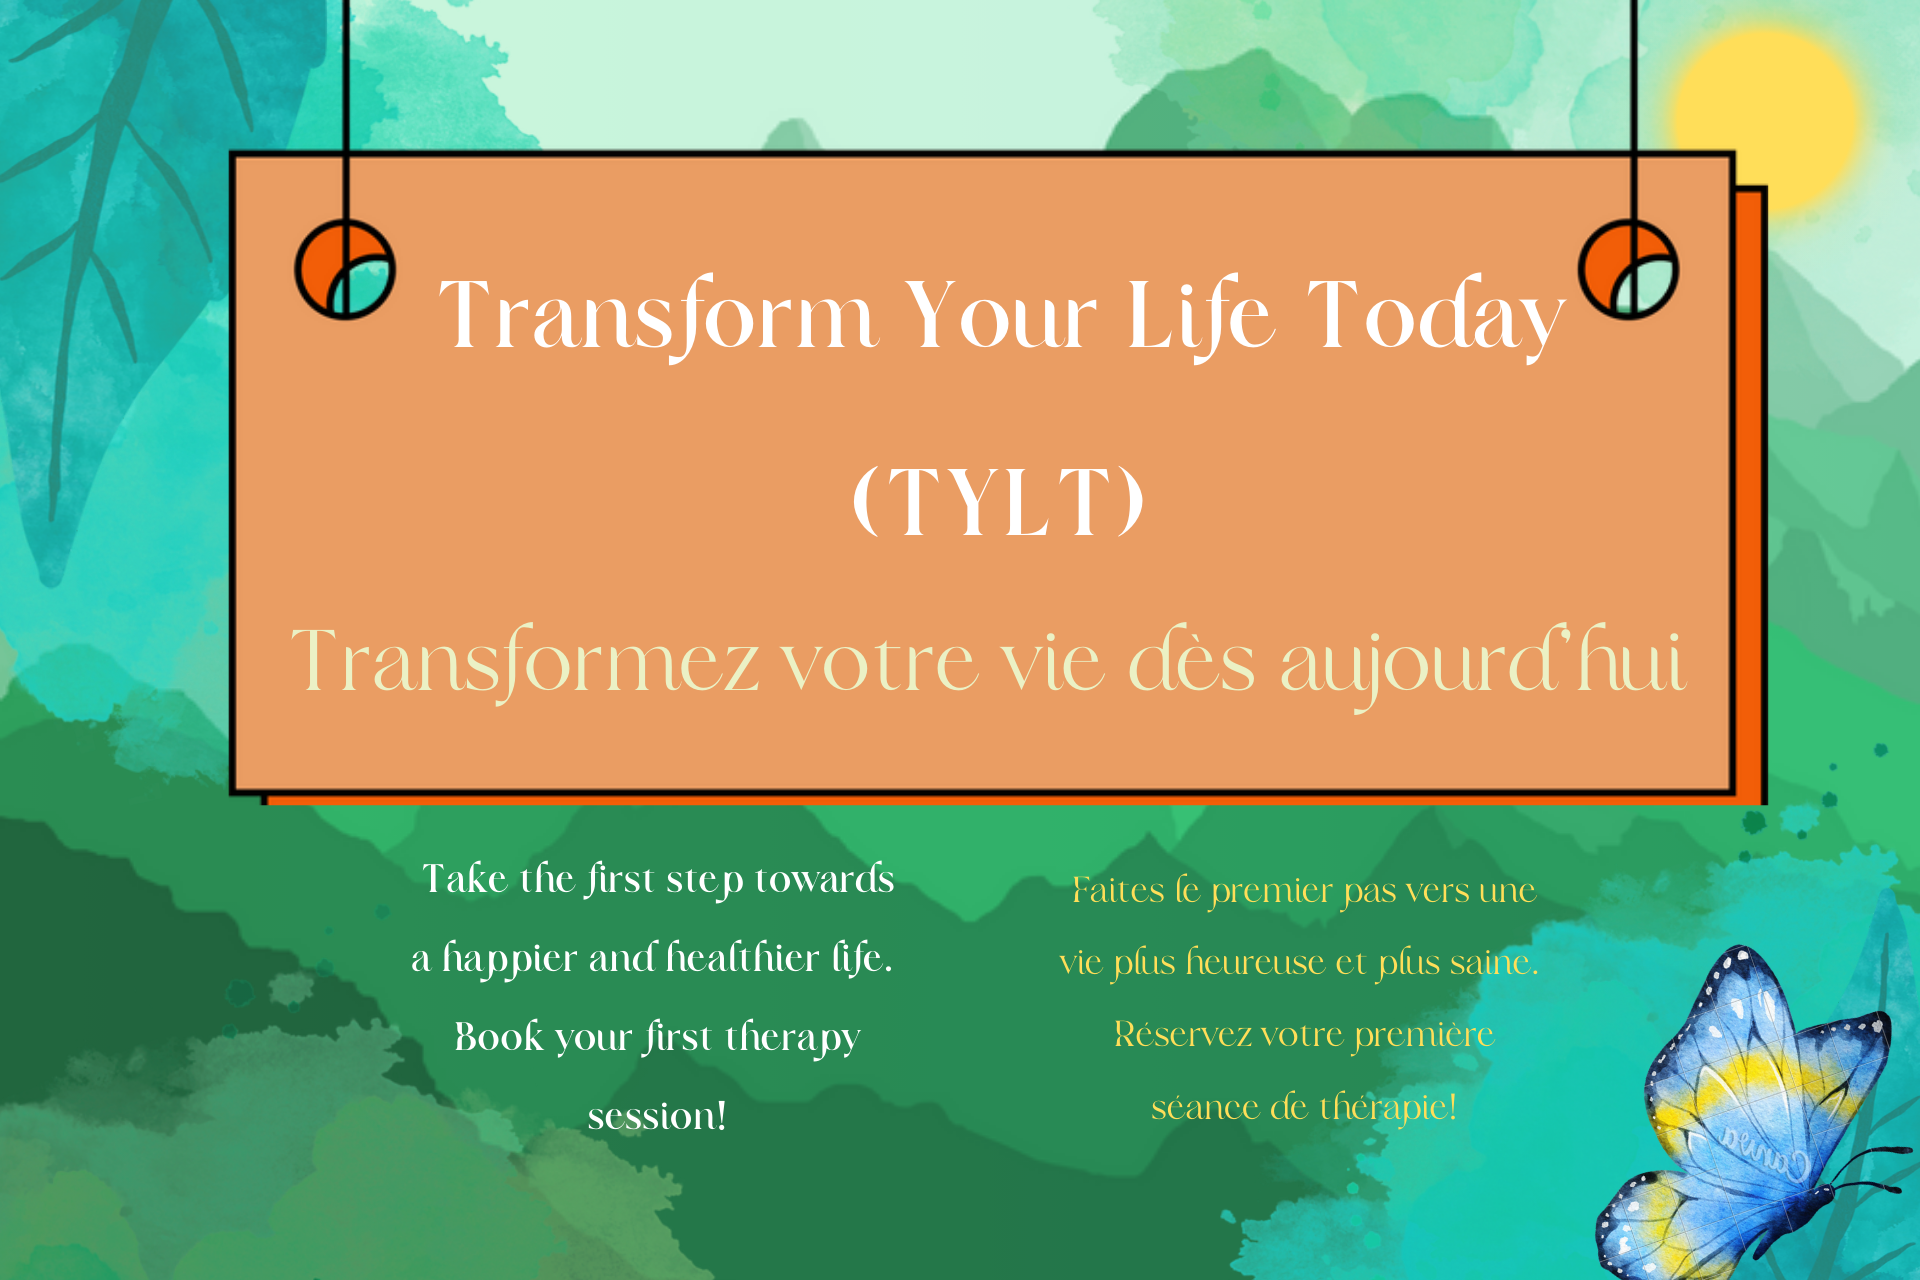 Transform Your Life Today
(TYLT)
Transformez votre vie dès aujourd'hui
Take the first step towards
a happier and healthier life.
Book your first therapy
session!
Faites le premier pas vers une
vie plus heureuse et plus saine.
Réservez votre première
séance de thérapie!
Canva